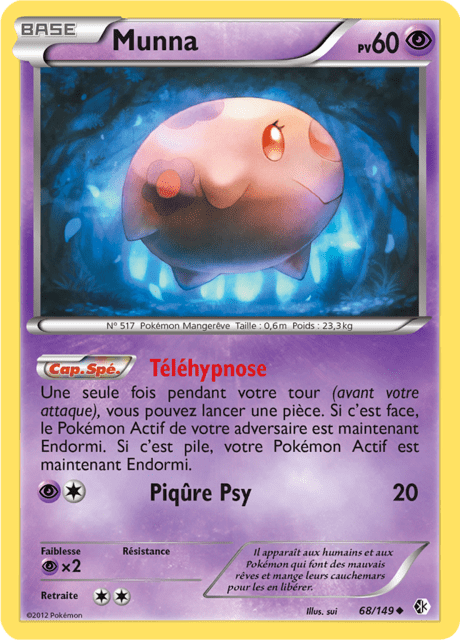 BASE Munna PV60
N° 517 Pokémon Mangerêve Taille : 0,6m Poids : 23,3kg
Cap.Spé. Téléhypnose
Une seule fois pendant votre tour (avant votre
attaque), vous pouvez lancer une pièce. Si c'est face,
le Pokémon Actif de votre adversaire est maintenant
Endormi. Si c'est pile, votre Pokémon Actif est
maintenant Endormi.
Piqûre Psy 20
Faiblesse Résistance
×2
Retraite
Il apparaît aux humains et aux
Pokémon qui font des mauvais
rêves et mange leurs cauchemars
pour les en libérer.
©2012 Pokémon Illus. sui 68/149